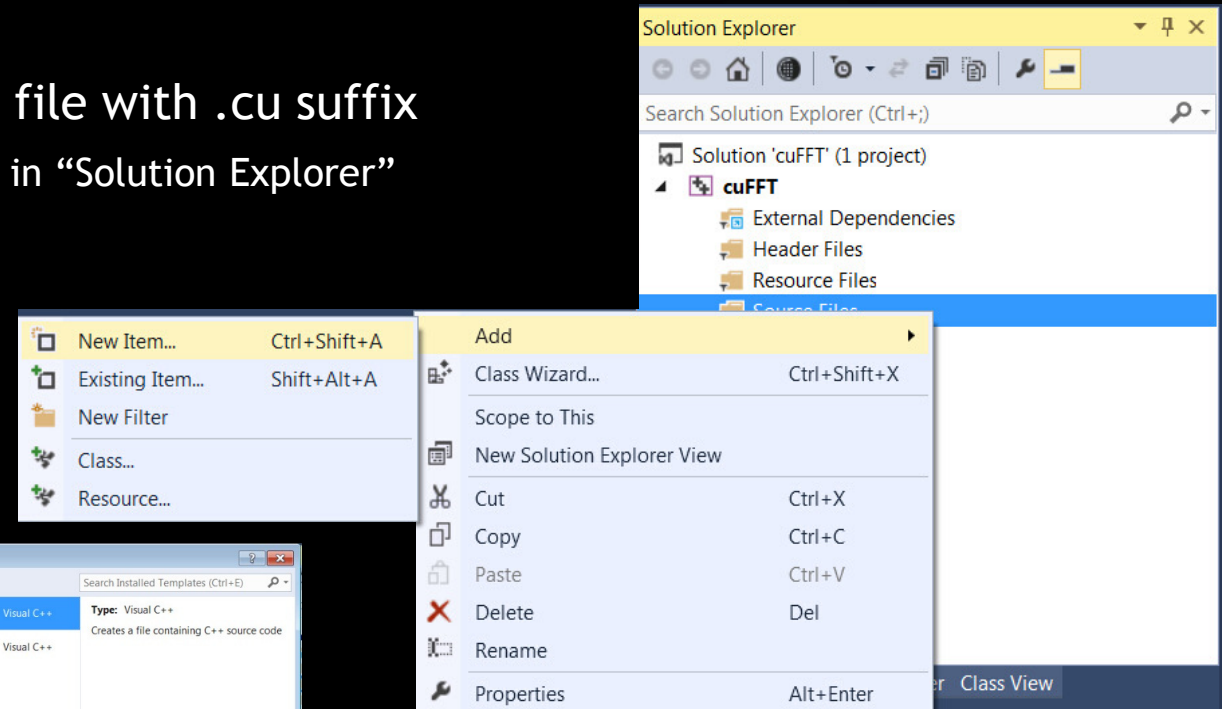 file with .cu suffix
in “Solution Explorer”
Solution Explorer
Search Solution Explorer (Ctrl+;)
Solution 'cuFFT' (1 project)
cuFFT
External Dependencies
Header Files
Resource Files
Source Files
New Item... Ctrl+Shift+A
Existing Item... Shift+Alt+A
New Filter
Class...
Resource...
Add
Class Wizard... Ctrl+Shift+X
Scope to This
New Solution Explorer View
Cut Ctrl+X
Copy Ctrl+C
Paste Ctrl+V
Delete Del
Rename
Properties Alt+Enter
Class View
Search Installed Templates (Ctrl+E)
Visual C++
Type: Visual C++
Creates a file containing C++ source code
Visual C++